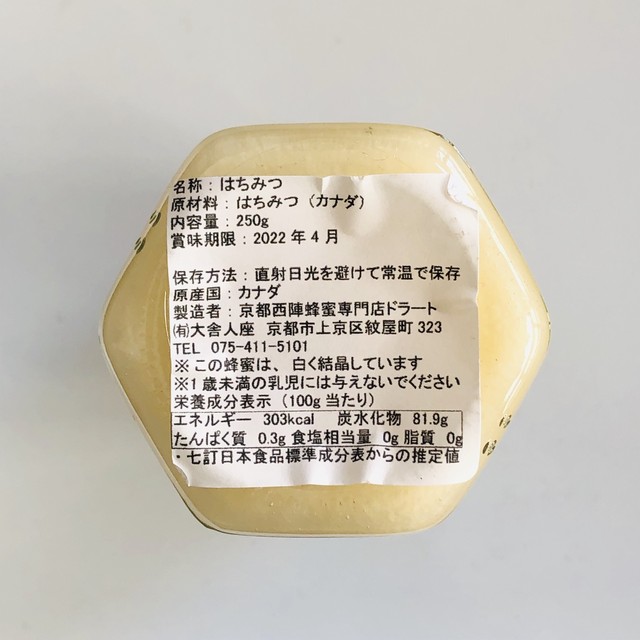 名称：はちみつ
原材料：はちみつ（カナダ）
内容量：250g
賞味期限：2022年4月
保存方法：直射日光を避けて常温で保存
原産国：カナダ
製造者：京都西陣蜂蜜専門店ドラート
㈲大舎人座 京都市上京区紋屋町323
TEL 075-411-5101
※この蜂蜜は、白く結晶しています
※1歳未満の乳児には与えないでください
栄養成分表示（100g当たり）
エネルギー 303kcal 炭水化物 81.9g
たんぱく質 0.3g 食塩相当量 0g 脂質 0g
・七訂日本食品標準成分表からの推定値